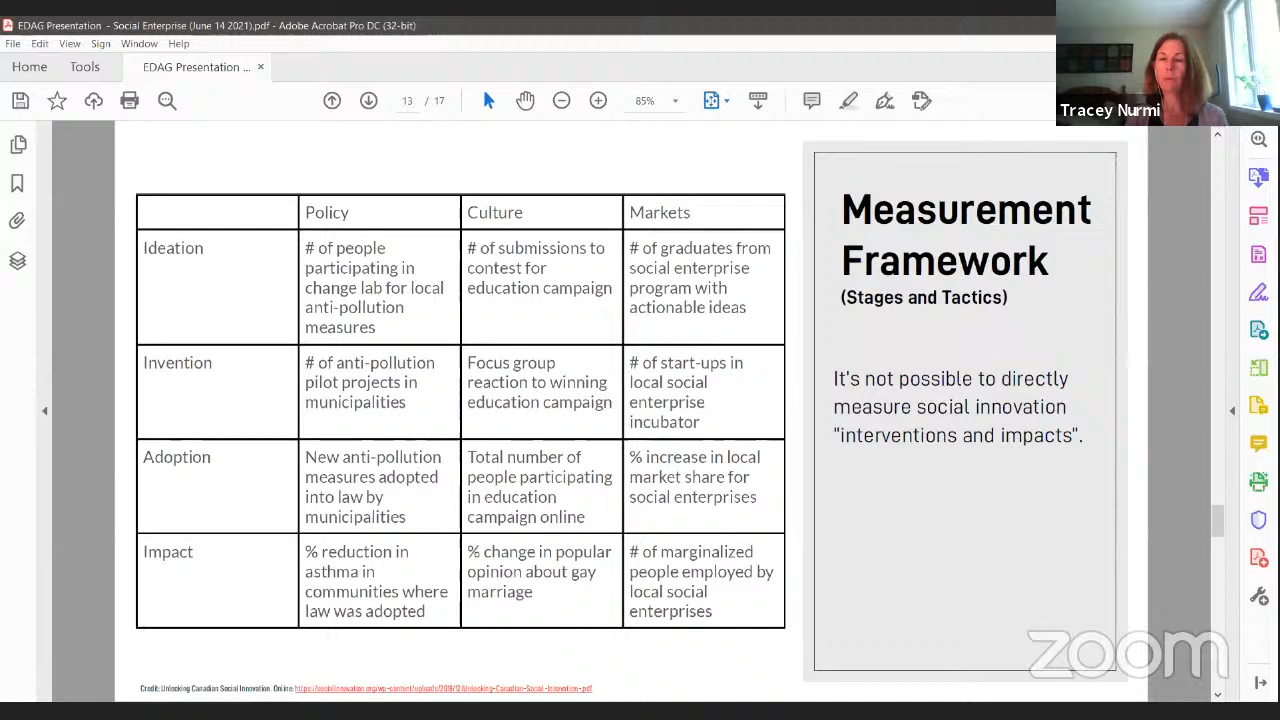 EDAG Presentation - Social Enterprise (June 14 2021).pdf - Adobe Acrobat Pro DC (32-bit)
File Edit View Sign Window Help
Home Tools EDAG Presentation ... ×
13 / 17 85%
Tracey Nurmi
Policy Culture Markets
Ideation
# of people
participating in
change lab for local
anti-pollution
measures
# of submissions to
contest for
education campaign
# of graduates from
social enterprise
program with
actionable ideas
Invention
# of anti-pollution
pilot projects in
municipalities
Focus group
reaction to winning
education campaign
# of start-ups in
local social
enterprise
incubator
Adoption
New anti-pollution
measures adopted
into law by
municipalities
Total number of
people participating
in education
campaign online
% increase in local
market share for
social enterprises
Impact
% reduction in
asthma in
communities where
law was adopted
% change in popular
opinion about gay
marriage
# of marginalized
people employed by
local social
enterprises
Measurement
Framework
(Stages and Tactics)
It's not possible to directly
measure social innovation
"interventions and impacts".
Credit: Unlocking Canadian Social Innovation. Online:
zoom